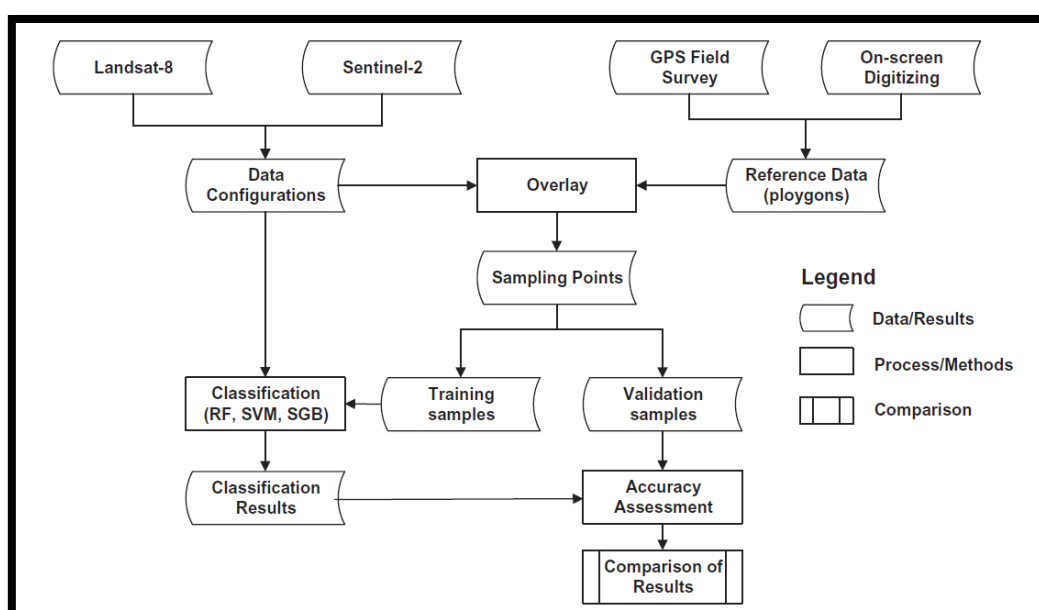 Landsat-8
Sentinel-2
GPS Field
Survey
On-screen
Digitizing
Data
Configurations
Overlay
Reference Data
(ploygons)
Sampling Points
Legend
Data/Results
Process/Methods
Comparison
Classification
(RF, SVM, SGB)
Training
samples
Validation
samples
Classification
Results
Accuracy
Assessment
Comparison of
Results